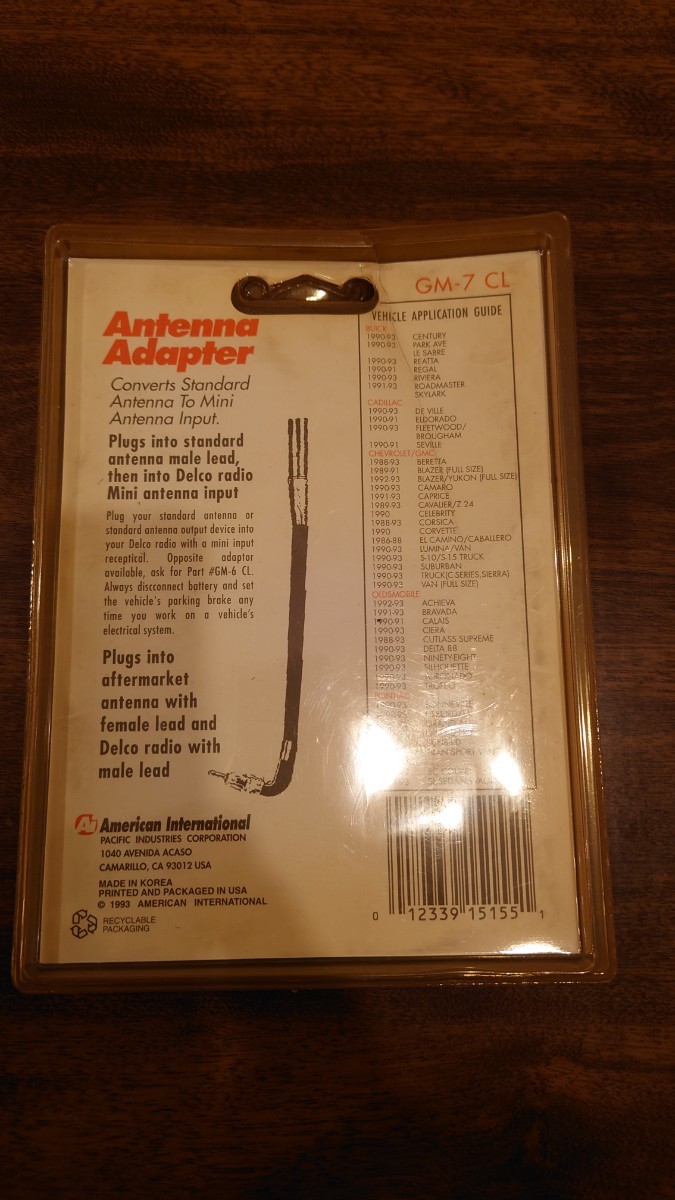 Antenna
Adapter
Converts Standard
Antenna To Mini
Antenna Input.
Plugs into standard
antenna male lead,
then into Delco radio
Mini antenna input
Plug your standard antenna or
standard antenna output device into
your Delco radio with a mini input
receptical. Opposite adaptor
available, ask for Part #GM-6 CL.
Always discconnect battery and set
the vehicle's parking brake any
time you work on a vehicle's
electrical system.
Plugs into
aftermarket
antenna with
female lead and
Delco radio with
male lead
Ai American International
PACIFIC INDUSTRIES CORPORATION
1040 AVENIDA ACASO
CAMARILLO, CA 93012 USA
MADE IN KOREA
PRINTED AND PACKAGED IN USA
© 1993 AMERICAN INTERNATIONAL
RECYCLABLE
PACKAGING
GM-7 CL
VEHICLE APPLICATION GUIDE
BUICK
1990-93 CENTURY
1990-93 PARK AVE
LE SABRE
1990-93 REATTA
1990-91 REGAL
1990-93 RIVIERA
1991-93 ROADMASTER
SKYLARK
CADILLAC
1990-93 DE VILLE
1990-91 ELDORADO
1990-93 FLEETWOOD/
BROUGHAM
1990-91 SEVILLE
CHEVROLET/GMC
1988-93 BERETTA
1989-91 BLAZER (FULL SIZE)
1992-93 BLAZER/YUKON (FULL SIZE)
1990-93 CAMARO
1991-93 CAPRICE
1989-93 CAVALIER/Z 24
1990 CELEBRITY
1988-93 CORSICA
1990 CORVETTE
1986-88 EL CAMINO/CABALLERO
1990-93 LUMINA/VAN
1990-93 S-10/S-15 TRUCK
1990-93 SUBURBAN
1990-93 TRUCK(C SERIES,SIERRA)
1990-93 VAN (FULL SIZE)
OLDSMOBILE
1992-93 ACHIEVA
1991-93 BRAVADA
1990-91 CALAIS
1990-93 CIERA
1988-93 CUTLASS SUPREME
1990-93 DELTA 88
1990-93 NINETY-EIGHT
1990-93 SILHOUETTE
1990-93 TORONADO
1990-93 TROFEO
PONTIAC
1990-93 BONNEVILLE
0 12339 15155 1